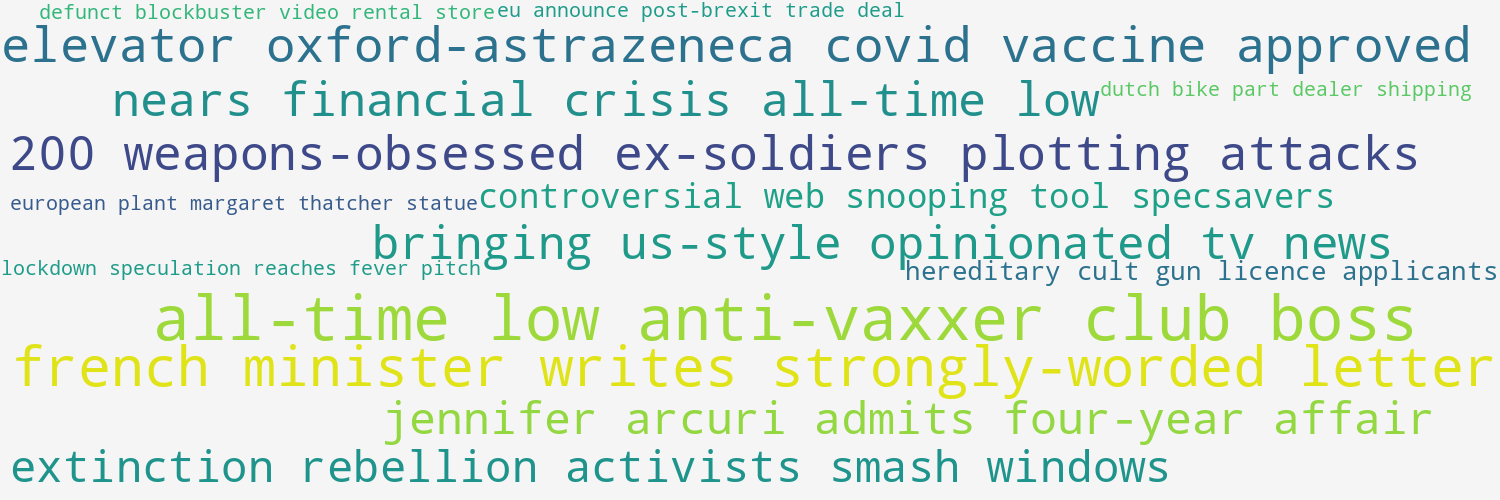 defunct blockbuster video rental store
eu announce post-brexit trade deal
elevator oxford-astrazeneca covid vaccine approved
nears financial crisis all-time low
dutch bike part dealer shipping
200 weapons-obsessed ex-soldiers plotting attacks
european plant margaret thatcher statue
controversial web snooping tool specsavers
bringing us-style opinionated tv news
lockdown speculation reaches fever pitch
hereditary cult gun licence applicants
all-time low anti-vaxxer club boss
french minister writes strongly-worded letter
jennifer arcuri admits four-year affair
extinction rebellion activists smash windows